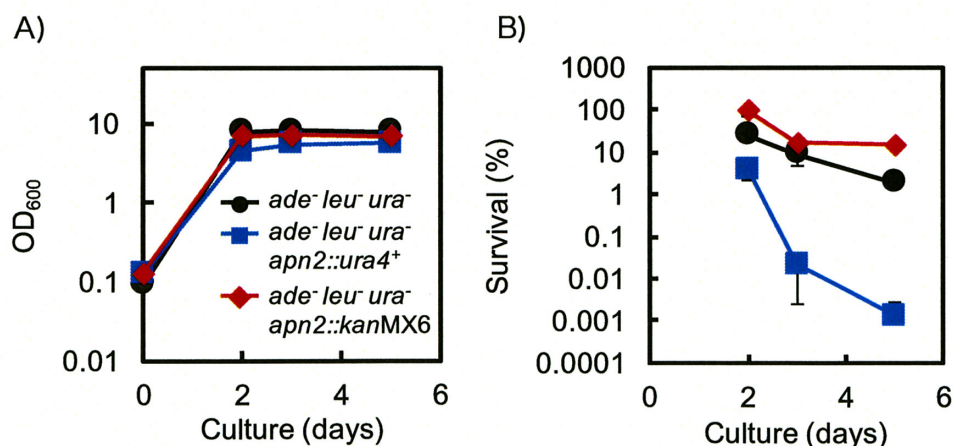 A)
OD₆₀₀
10
1
0.1
0.01
0
2
4
6
Culture (days)
ade⁻ leu⁻ ura⁻
ade⁻ leu⁻ ura⁻
apn2::ura4⁺
ade⁻ leu⁻ ura⁻
apn2::kanMX6
B)
Survival (%)
1000
100
10
1
0.1
0.01
0.001
0.0001
0
2
4
6
Culture (days)